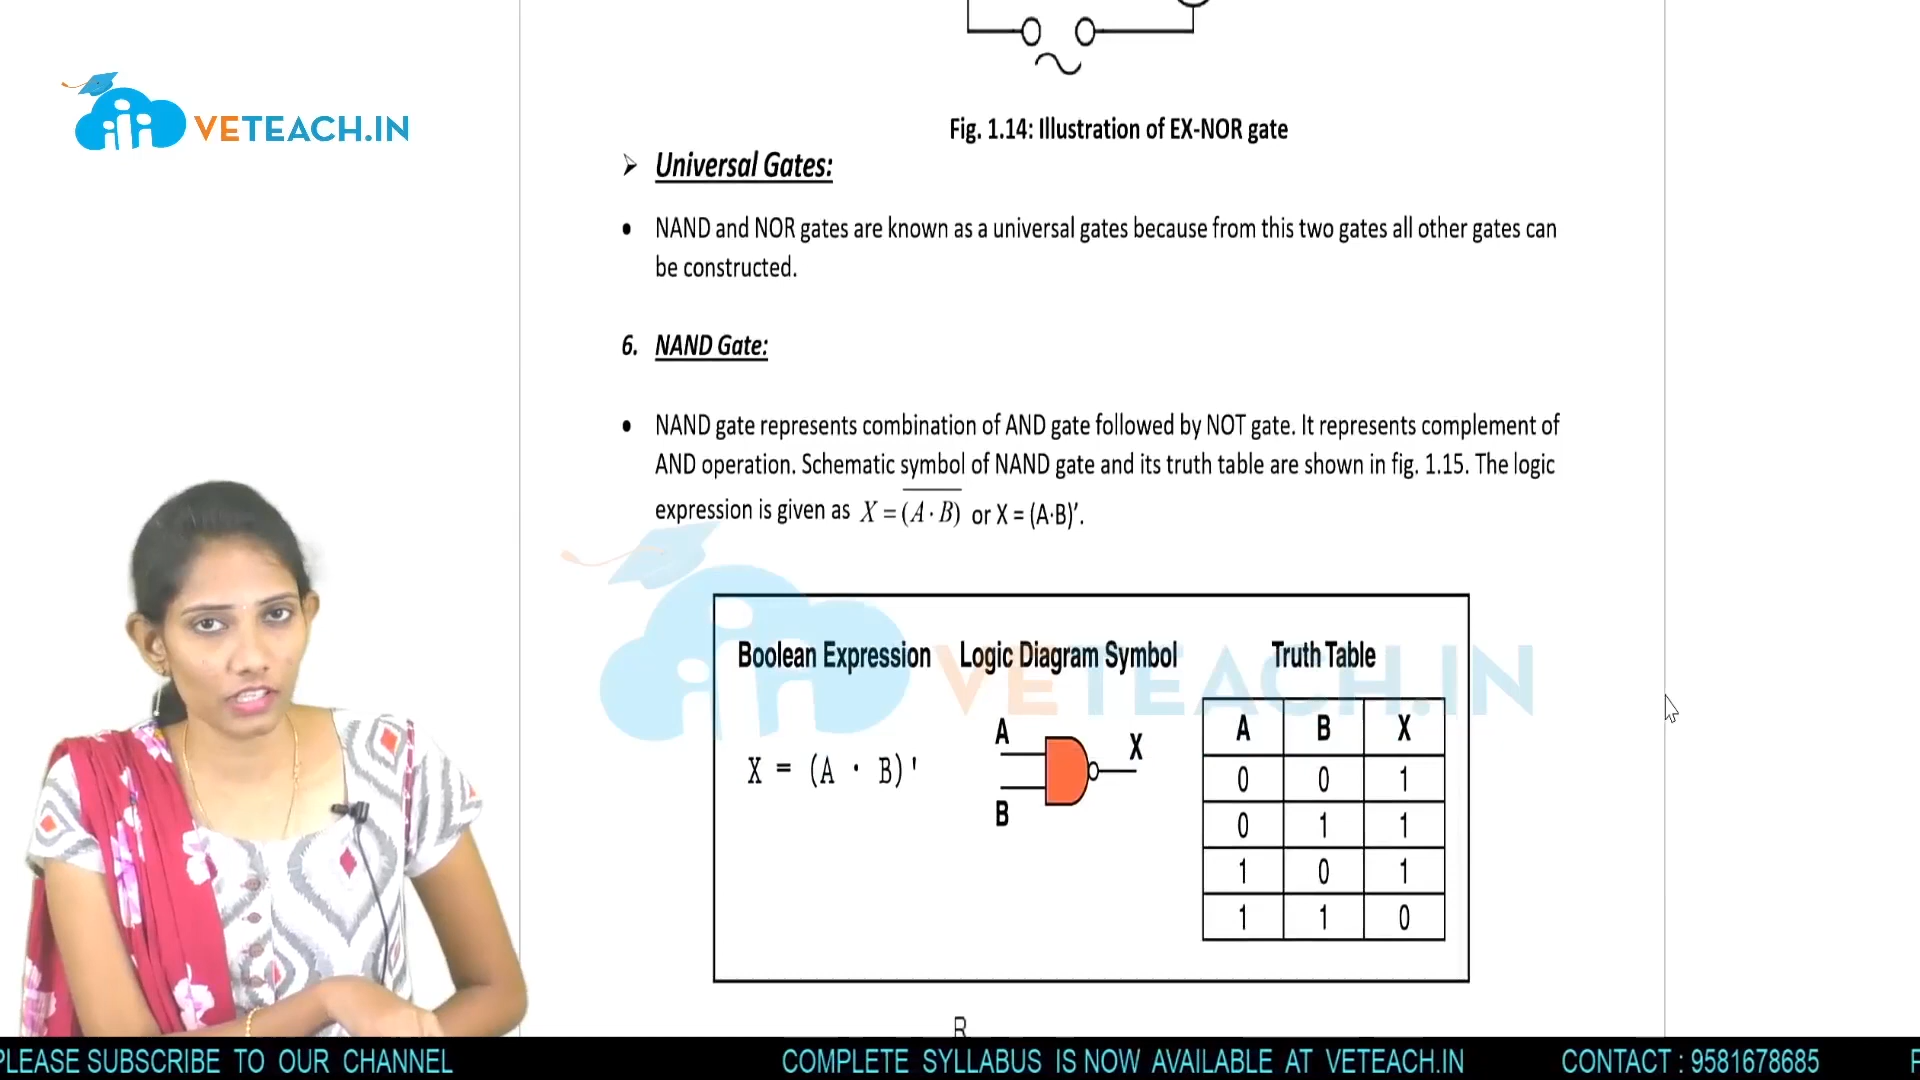 VETEACH.IN
Fig. 1.14: Illustration of EX-NOR gate
Universal Gates:
NAND and NOR gates are known as a universal gates because from this two gates all other gates can
be constructed.
6. NAND Gate:
NAND gate represents combination of AND gate followed by NOT gate. It represents complement of
AND operation. Schematic symbol of NAND gate and its truth table are shown in fig. 1.15. The logic
expression is given as X = \overline{(A · B)} or X = (A·B)'.
VETEACH.IN
Boolean Expression Logic Diagram Symbol Truth Table
X = (A · B)'
A
B
X
A B X
0 0 1
0 1 1
1 0 1
1 1 0
PLEASE SUBSCRIBE TO OUR CHANNEL COMPLETE SYLLABUS IS NOW AVAILABLE AT VETEACH.IN CONTACT : 9581678685